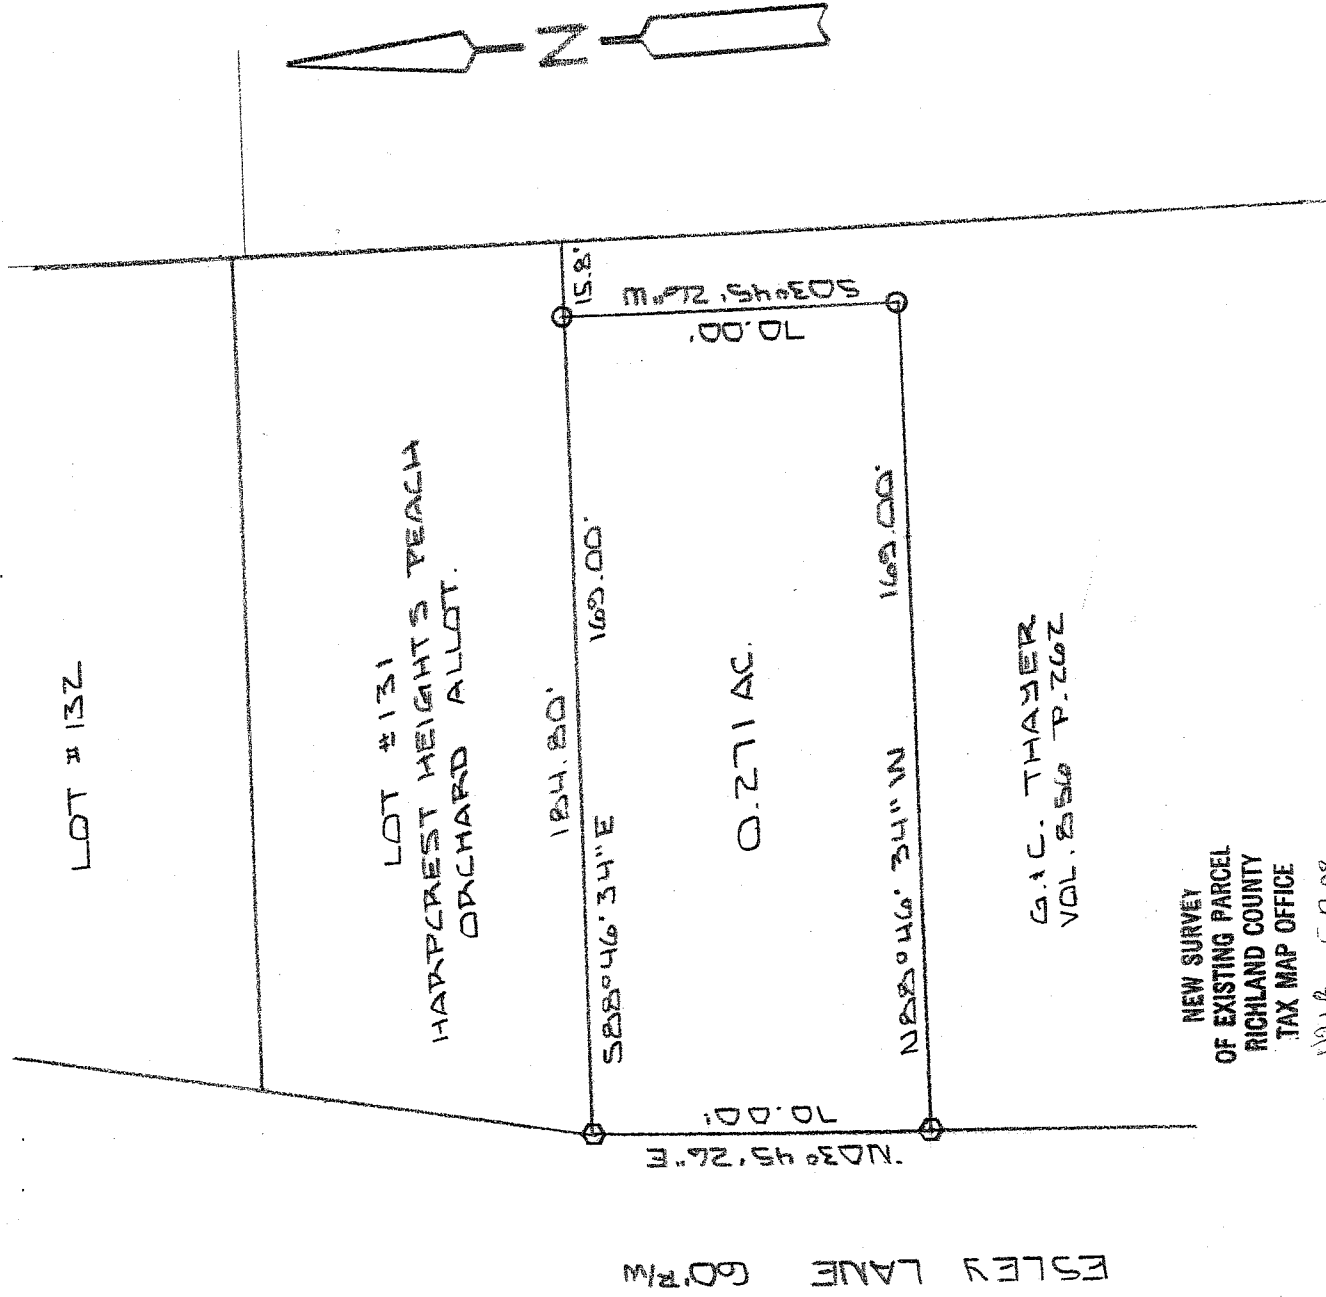 N
LOT #132
LOT #131
HARPCREST HEIGHTS PEACH
ORCHARD ALLOT.
184.80'
S88°46'34"E 169.00'
15.8'
S03°45'26"W
70.00'
0.271 AC.
N03°45'26"E
70.00'
N88°46'34"W 169.00'
G.&C. THAYER
VOL. 856 P. 262
ESLEY LANE 60'R/W
NEW SURVEY
OF EXISTING PARCEL
RICHLAND COUNTY
TAX MAP OFFICE